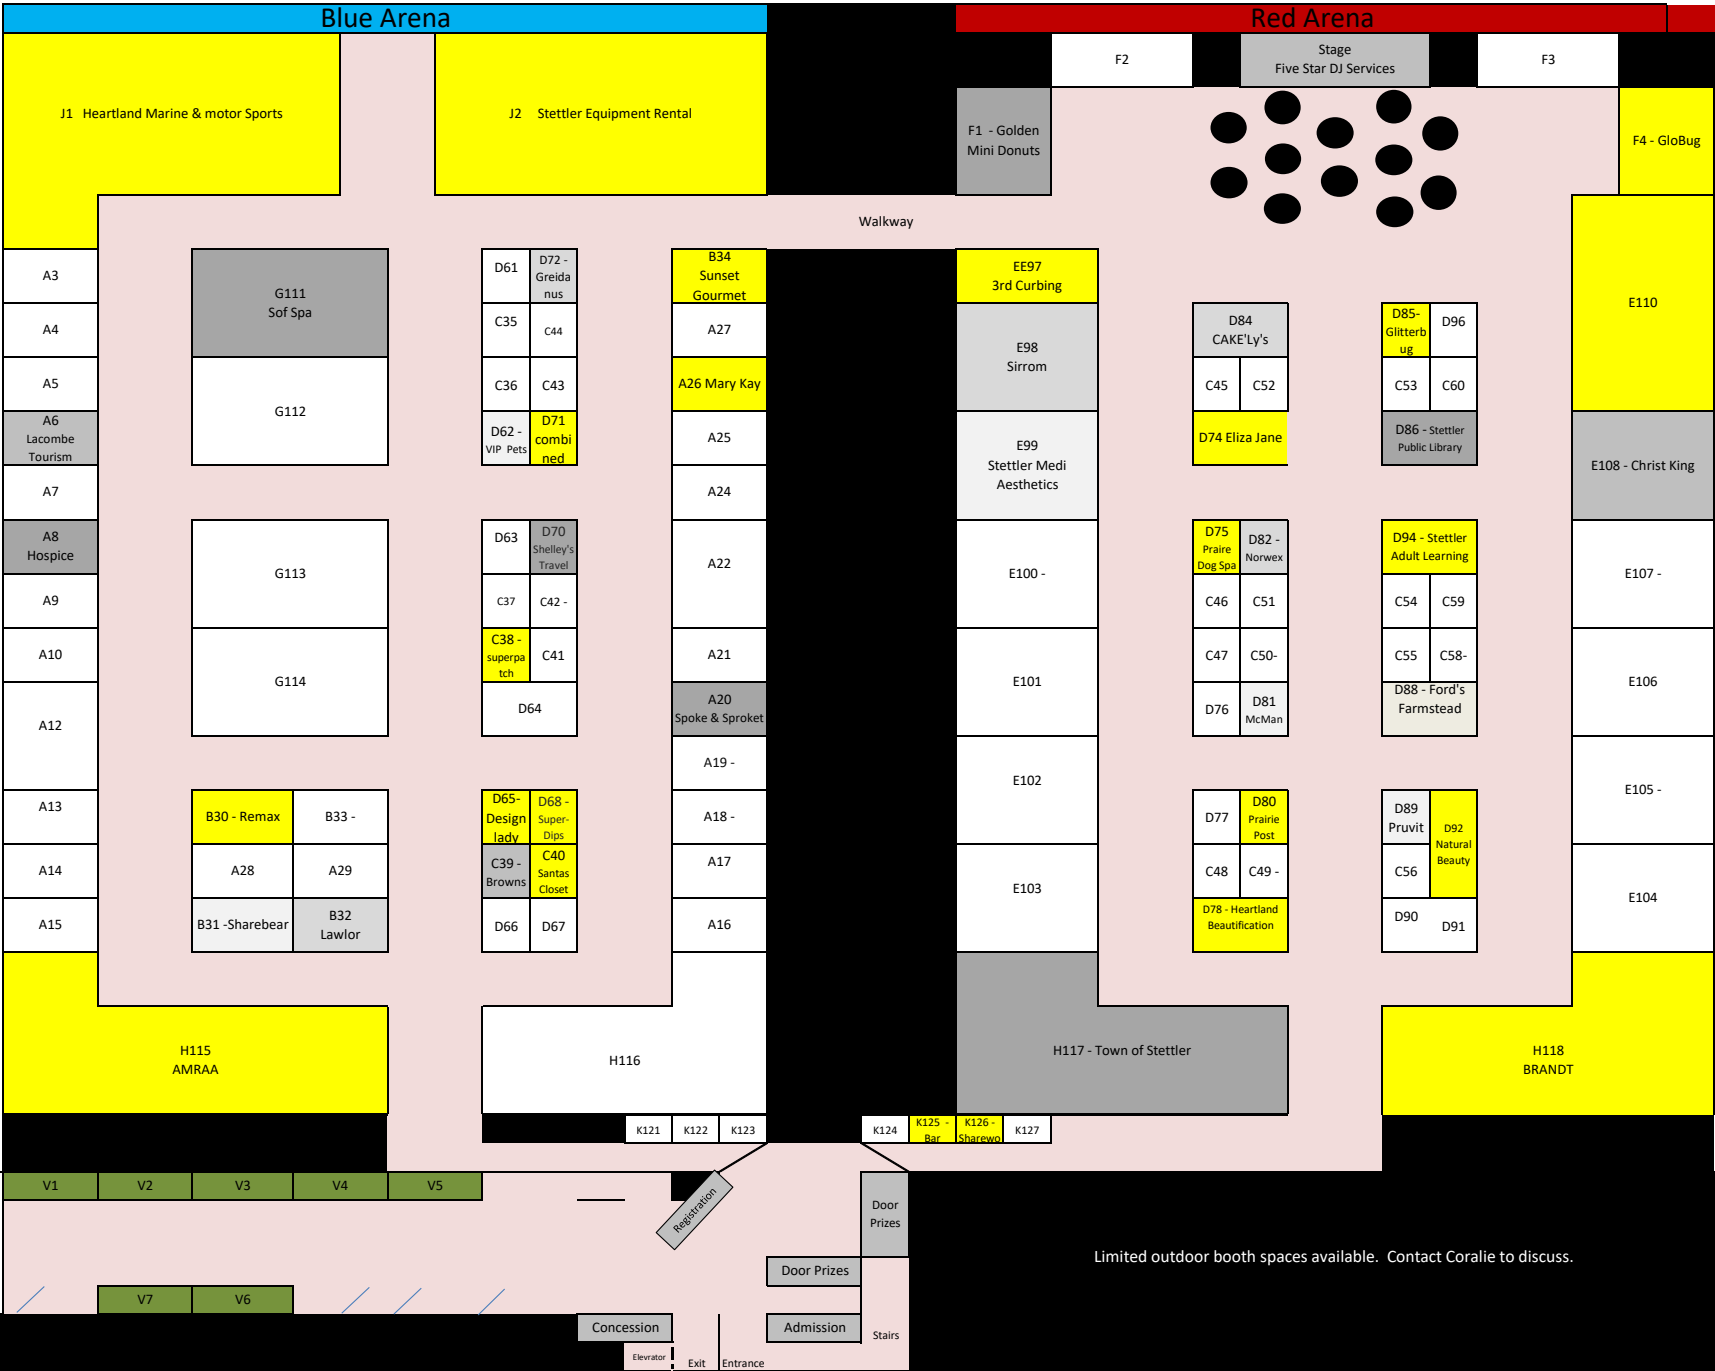 Blue Arena
Red Arena
J1 Heartland Marine & motor Sports
J2 Stettler Equipment Rental
F2
Stage
Five Star DJ Services
F3
F1 - Golden
Mini Donuts
F4 - GloBug
Walkway
A3
A4
A5
A6
Lacombe
Tourism
A7
A8
Hospice
A9
A10
A12
A13
A14
A15
G111
Sof Spa
G112
G113
G114
B30 - Remax
B33 -
A28
A29
B31 -Sharebear
B32
Lawlor
D61
D72 -
Greida
nus
C35
C44
C36
C43
D62 -
VIP Pets
D71
combi
ned
D63
D70
Shelley's
Travel
C37
C42 -
C38 -
superpa
tch
C41
D64
D65-
Design
lady
D68 -
Super-
Dips
C39 -
Browns
C40
Santas
Closet
D66
D67
B34
Sunset
Gourmet
A27
A26 Mary Kay
A25
A24
A22
A21
A20
Spoke & Sproket
A19 -
A18 -
A17
A16
EE97
3rd Curbing
E98
Sirrom
E99
Stettler Medi
Aesthetics
E100 -
E101
E102
E103
D84
CAKE'Ly's
C45
C52
D74 Eliza Jane
D75
Praire
Dog Spa
D82 -
Norwex
C46
C51
C47
C50-
D76
D81
McMan
D77
D80
Prairie
Post
C48
C49 -
D78 - Heartland
Beautification
D85-
Glitterb
ug
D96
C53
C60
D86 - Stettler
Public Library
D94 - Stettler
Adult Learning
C54
C59
C55
C58-
D88 - Ford's
Farmstead
D89
Pruvit
D92
Natural
Beauty
C56
D90
D91
E110
E108 - Christ King
E107 -
E106
E105 -
E104
H115
AMRAA
H116
H117 - Town of Stettler
H118
BRANDT
K121
K122
K123
K124
K125 -
Bar
K126 -
Sharewo
K127
V1
V2
V3
V4
V5
Registration
Door
Prizes
Limited outdoor booth spaces available. Contact Coralie to discuss.
Door Prizes
V7
V6
Concession
Admission
Stairs
Elevrator
Exit
Entrance